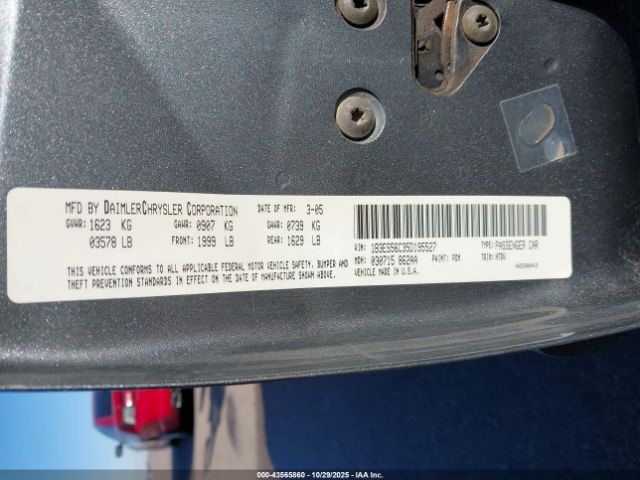 MFD BY DAIMLERCHRYSLER CORPORATION DATE OF MFR: 3-05
GVWR: 1623 KG GAWR: 0907 KG GAWR: 0739 KG
03578 LB FRONT: 1999 LB REAR: 1629 LB
THIS VEHICLE CONFORMS TO ALL APPLICABLE FEDERAL MOTOR VEHICLE SAFETY, BUMPER AND
THEFT PREVENTION STANDARDS IN EFFECT ON THE DATE OF MANUFACTURE SHOWN ABOVE.
VIN: 1B3ES56C35D195527 TYPE: PASSENGER CAR
MDH: 030715 862AA PAINT: PDM TRIM: H7DV
VEHICLE MADE IN U.S.A.
000-43565860 | 10/29/2025 | IAA Inc.